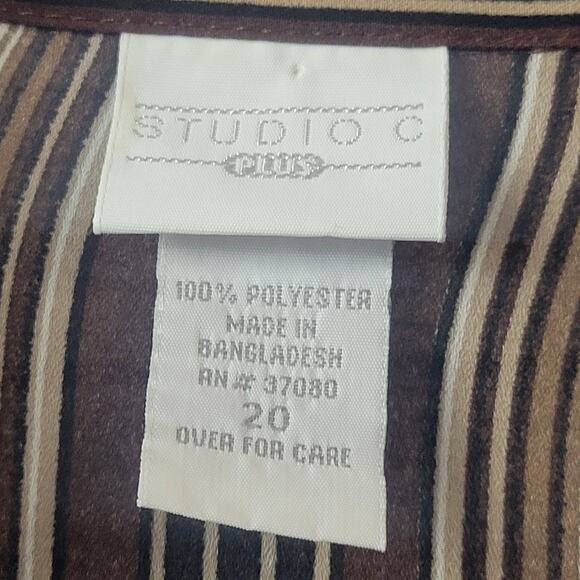 STUDIO C
PLUS
100% POLYESTER
MADE IN
BANGLADESH
RN# 37080
20
OVER FOR CARE